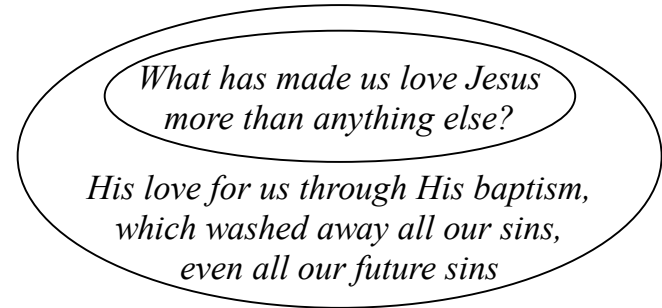 What has made us love Jesus
more than anything else?
His love for us through His baptism,
which washed away all our sins,
even all our future sins